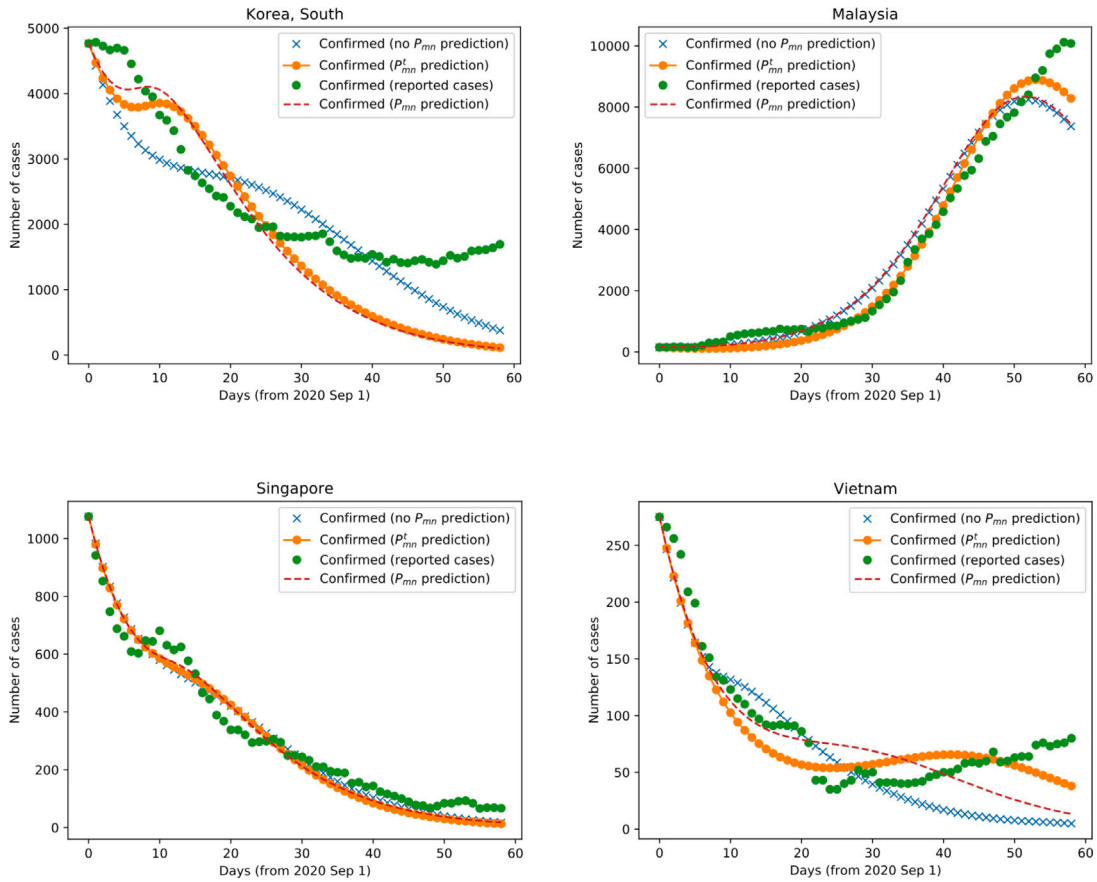 Korea, South
Confirmed (no Pmn prediction)
Confirmed (P^t_mn prediction)
Confirmed (reported cases)
Confirmed (Pmn prediction)
5000
4000
3000
2000
1000
0
Number of cases
0 10 20 30 40 50 60
Days (from 2020 Sep 1)
Malaysia
Confirmed (no Pmn prediction)
Confirmed (P^t_mn prediction)
Confirmed (reported cases)
Confirmed (Pmn prediction)
10000
8000
6000
4000
2000
0
Number of cases
0 10 20 30 40 50 60
Days (from 2020 Sep 1)
Singapore
Confirmed (no Pmn prediction)
Confirmed (P^t_mn prediction)
Confirmed (reported cases)
Confirmed (Pmn prediction)
1000
800
600
400
200
0
Number of cases
0 10 20 30 40 50 60
Days (from 2020 Sep 1)
Vietnam
Confirmed (no Pmn prediction)
Confirmed (P^t_mn prediction)
Confirmed (reported cases)
Confirmed (Pmn prediction)
250
200
150
100
50
0
Number of cases
0 10 20 30 40 50 60
Days (from 2020 Sep 1)